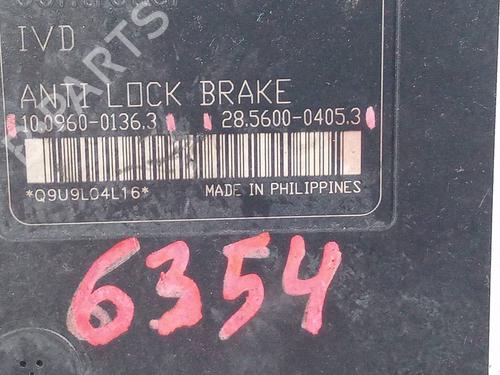 IVD
ANTI LOCK BRAKE
10.0960-0136.3 28.5600-0405.3
*Q9U9L04L16* MADE IN PHILIPPINES
6354